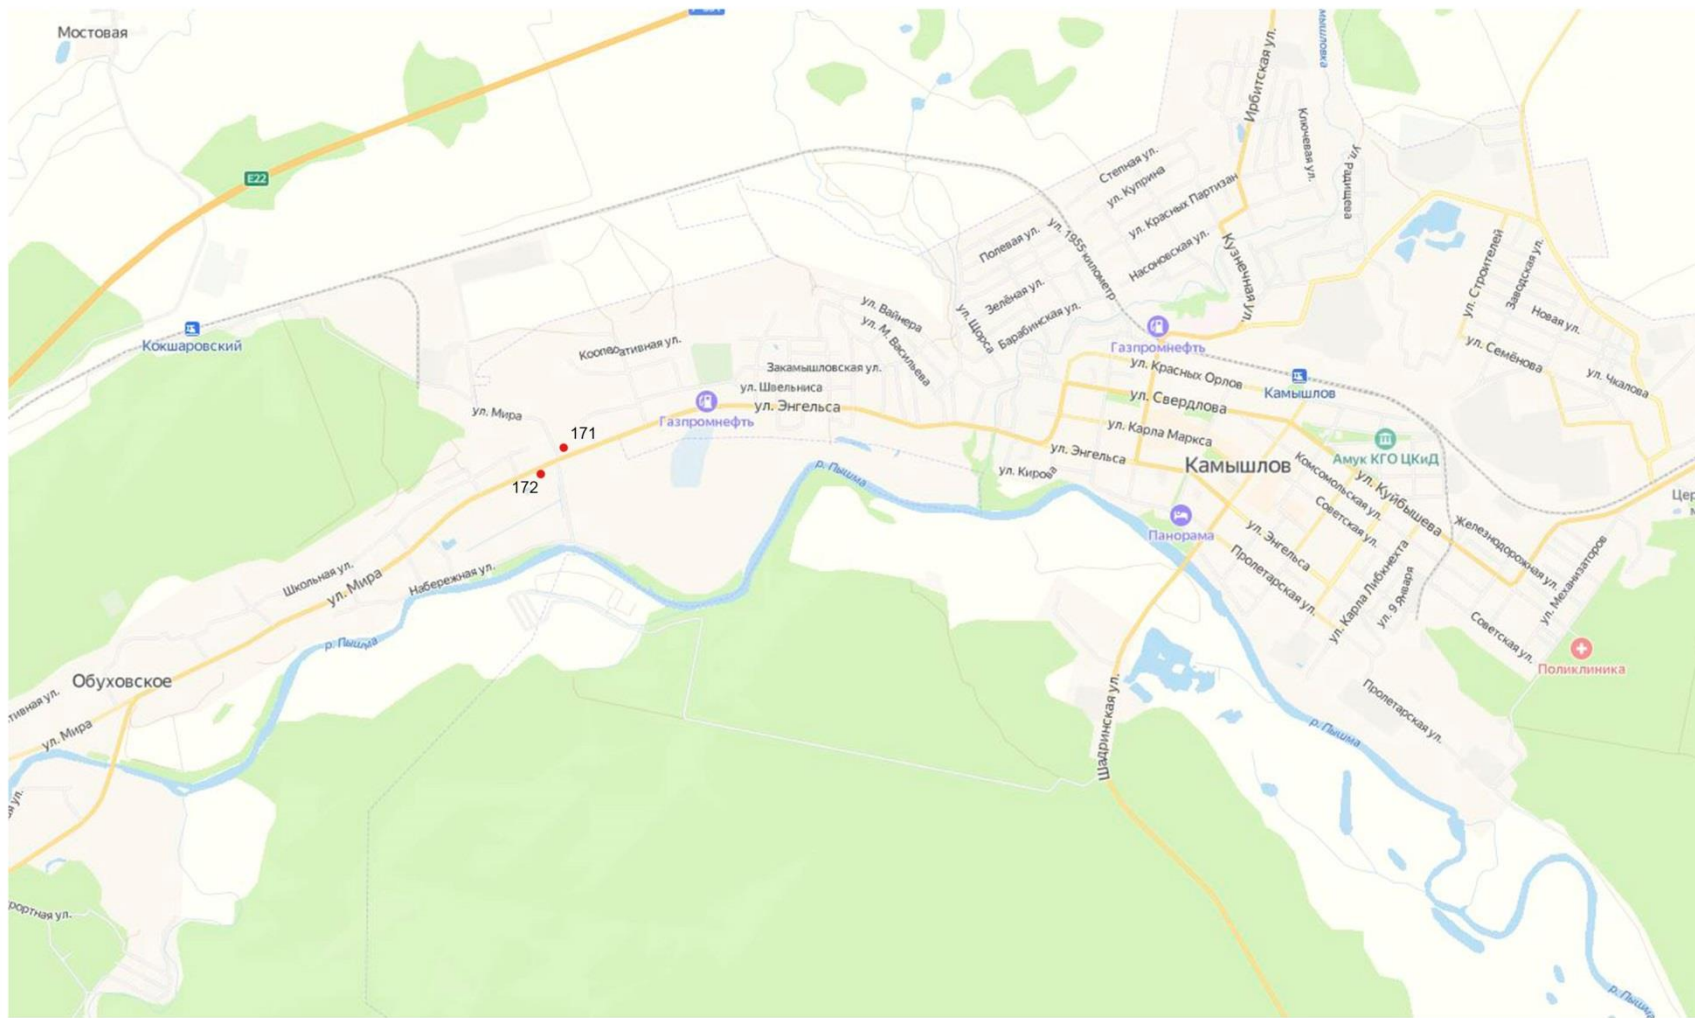 Мостовая
E22
Ирбитская ул.
Ключевая ул.
ул. Радищева
Степная ул.
ул. Куприна
ул. Красных Партизан
ул. 1955 километр
Полевая ул.
Насоновская ул.
Кузнечная ул.
ул. Строителей
Заводская ул.
Зелёная ул.
ул. Вайнера
ул. Щорса
Барабинская ул.
Новая ул.
Кокшаровский
ул. М. Васильева
Газпромнефть
ул. Семёнова
Закамышловская ул.
ул. Красных Орлов
Камышлов
ул. Чкалова
ул. Швельниса
ул. Свердлова
ул. Мира
Газпромнефть
ул. Энгельса
171
ул. Карла Маркса
ул. Энгельса
Амук КГО ЦКиД
172
р. Пышма
ул. Кирова
Камышлов
Комсомольская ул.
ул. Куйбышева
Советская ул.
Панорама
ул. Энгельса
Железнодорожная ул.
ул. Механизаторов
Школьная ул.
ул. Мира
Набережная ул.
Пролетарская ул.
ул. Карла Либкнехта
ул. 9 Января
р. Пышма
Советская ул.
Поликлиника
Обуховское
ул. Мира
Шадринская ул.
Пролетарская ул.
р. Пышма
р. Пышма